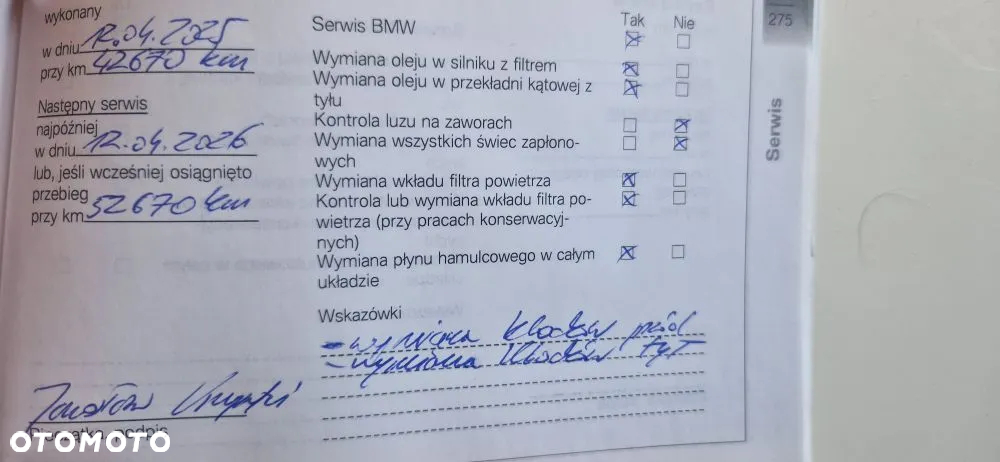 wykonany
w dniu 12.04.2025
przy km 42670 km
Następny serwis
najpóźniej
w dniu 12.04.2026
lub, jeśli wcześniej osiągnięto
przebieg
przy km 52670 km
Serwis BMW
Tak Nie
Wymiana oleju w silniku z filtrem
Wymiana oleju w przekładni kątowej z
tyłu
Kontrola luzu na zaworach
Wymiana wszystkich świec zapłono-
wych
Wymiana wkładu filtra powietrza
Kontrola lub wymiana wkładu filtra po-
wietrza (przy pracach konserwacyj-
nych)
Wymiana płynu hamulcowego w całym
układzie
Wskazówki
- wymiana klocków przód
- wymiana klocków tył
275
Serwis
OTOMOTO